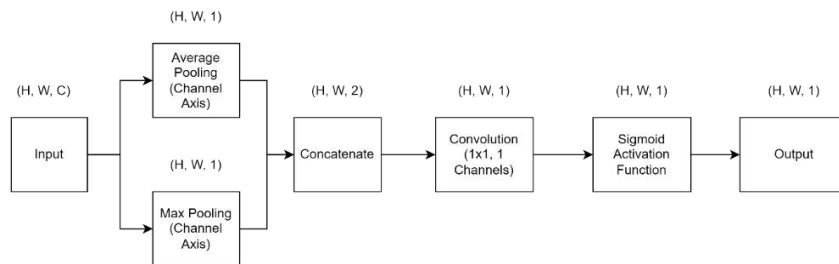 (H, W, 1)
Average
Pooling
(Channel
Axis)
(H, W, C)
Input
(H, W, 1)
Max Pooling
(Channel
Axis)
(H, W, 2)
Concatenate
(H, W, 1)
Convolution
(1x1, 1
Channels)
(H, W, 1)
Sigmoid
Activation
Function
(H, W, 1)
Output